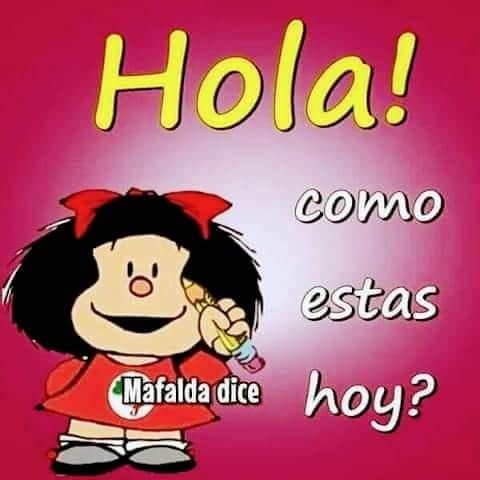 Hola!
como
estas
hoy?
Mafalda dice